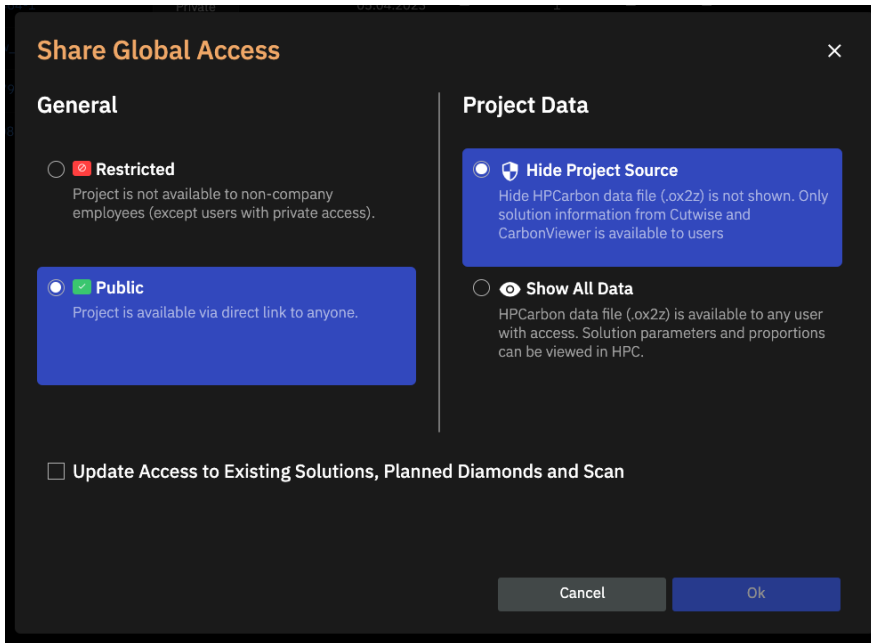 Private
03.04.2023
Share Global Access
General
Restricted
Project is not available to non-company
employees (except users with private access).
Public
Project is available via direct link to anyone.
Project Data
Hide Project Source
Hide HPCarbon data file (.ox2z) is not shown. Only
solution information from Cutwise and
CarbonViewer is available to users
Show All Data
HPCarbon data file (.ox2z) is available to any user
with access. Solution parameters and proportions
can be viewed in HPC.
Update Access to Existing Solutions, Planned Diamonds and Scan
Cancel
Ok